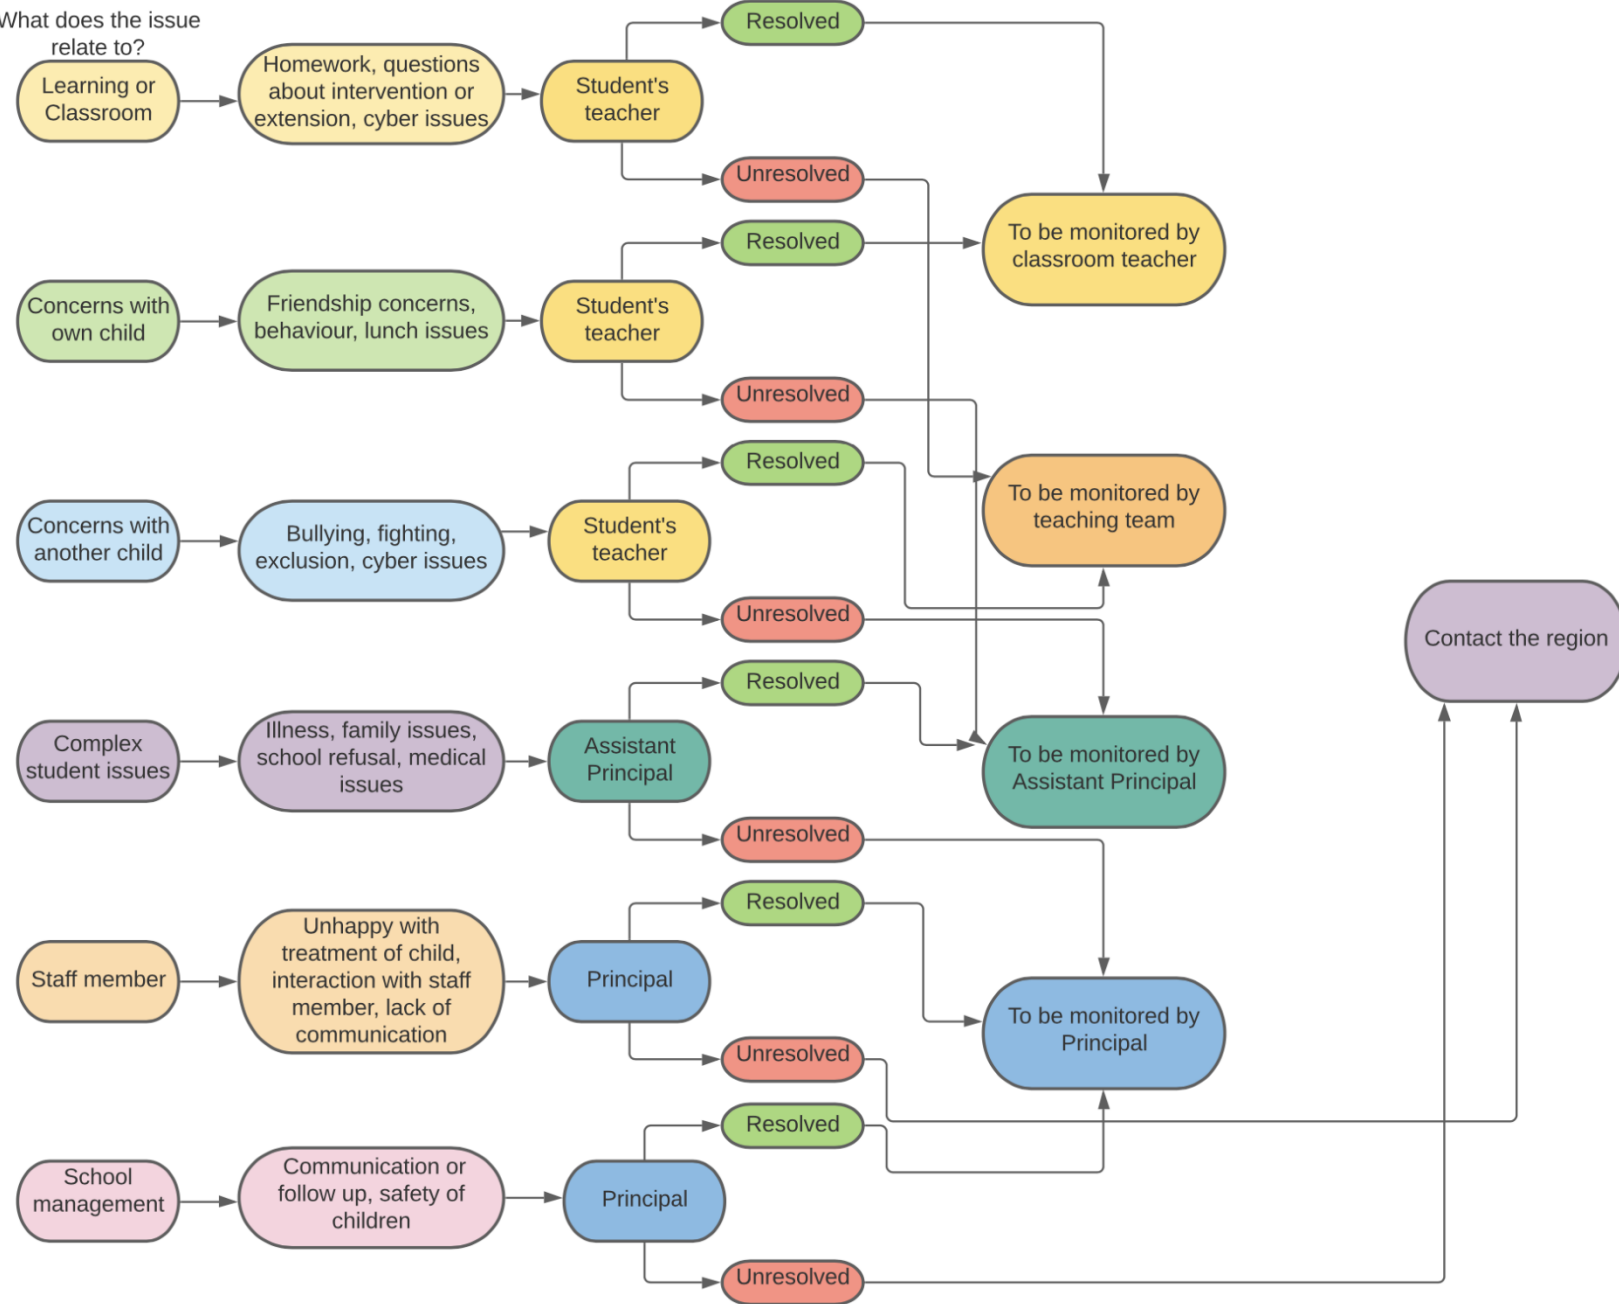 What does the issue
relate to?
Learning or
Classroom
Homework, questions
about intervention or
extension, cyber issues
Student's
teacher
Resolved
Unresolved
To be monitored by
classroom teacher
Concerns with
own child
Friendship concerns,
behaviour, lunch issues
Student's
teacher
Resolved
Unresolved
To be monitored by
teaching team
Concerns with
another child
Bullying, fighting,
exclusion, cyber issues
Student's
teacher
Resolved
Unresolved
Contact the region
Complex
student issues
Illness, family issues,
school refusal, medical
issues
Assistant
Principal
Resolved
Unresolved
To be monitored by
Assistant Principal
Staff member
Unhappy with
treatment of child,
interaction with staff
member, lack of
communication
Principal
Resolved
Unresolved
To be monitored by
Principal
School
management
Communication or
follow up, safety of
children
Principal
Resolved
Unresolved